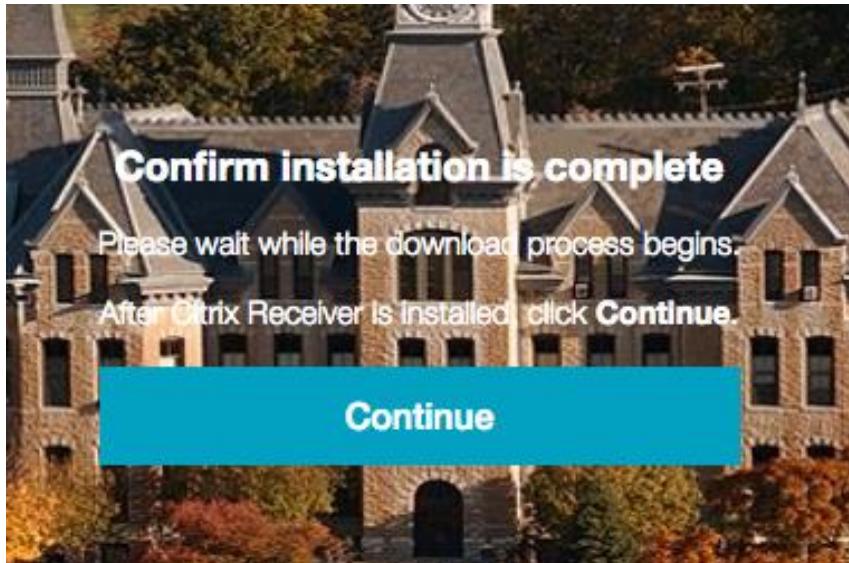 Confirm installation is complete
Please wait while the download process begins.
After Citrix Receiver is installed, click Continue.
Continue